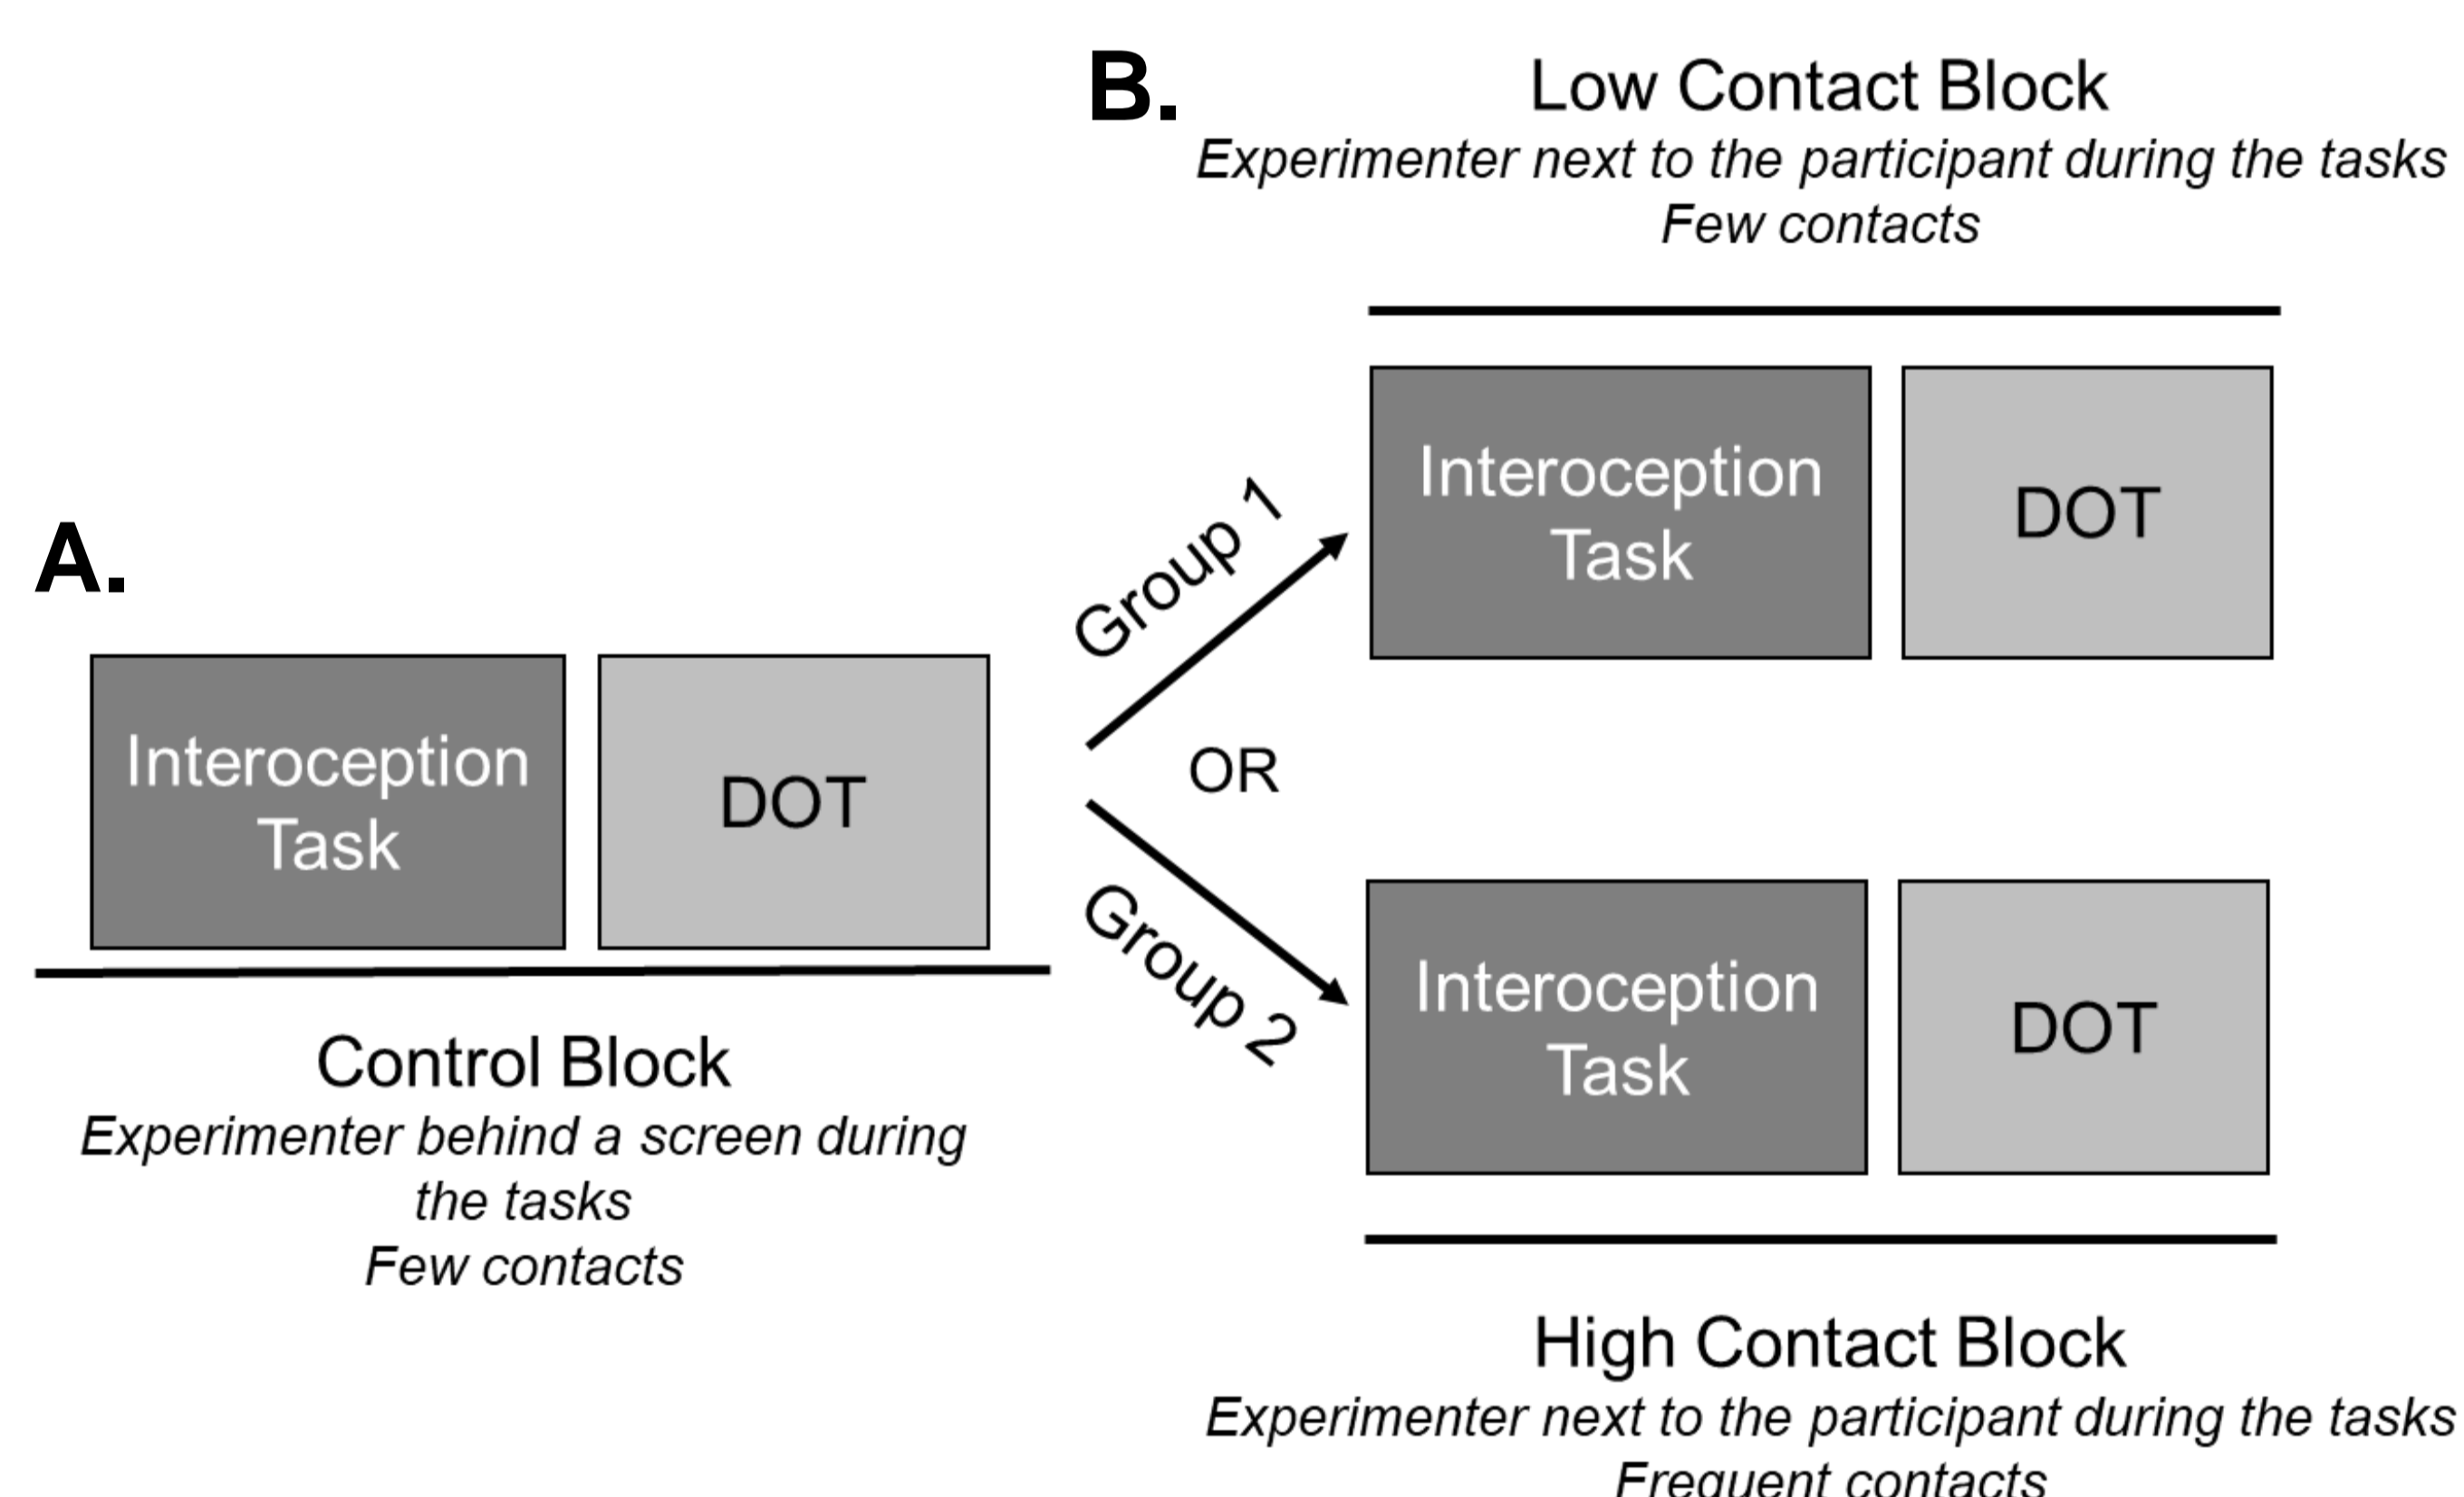 A.
Interoception
Task
DOT
Control Block
Experimenter behind a screen during
the tasks
Few contacts
Group 1
OR
Group 2
B.
Low Contact Block
Experimenter next to the participant during the tasks
Few contacts
Interoception
Task
DOT
Interoception
Task
DOT
High Contact Block
Experimenter next to the participant during the tasks
Frequent contacts